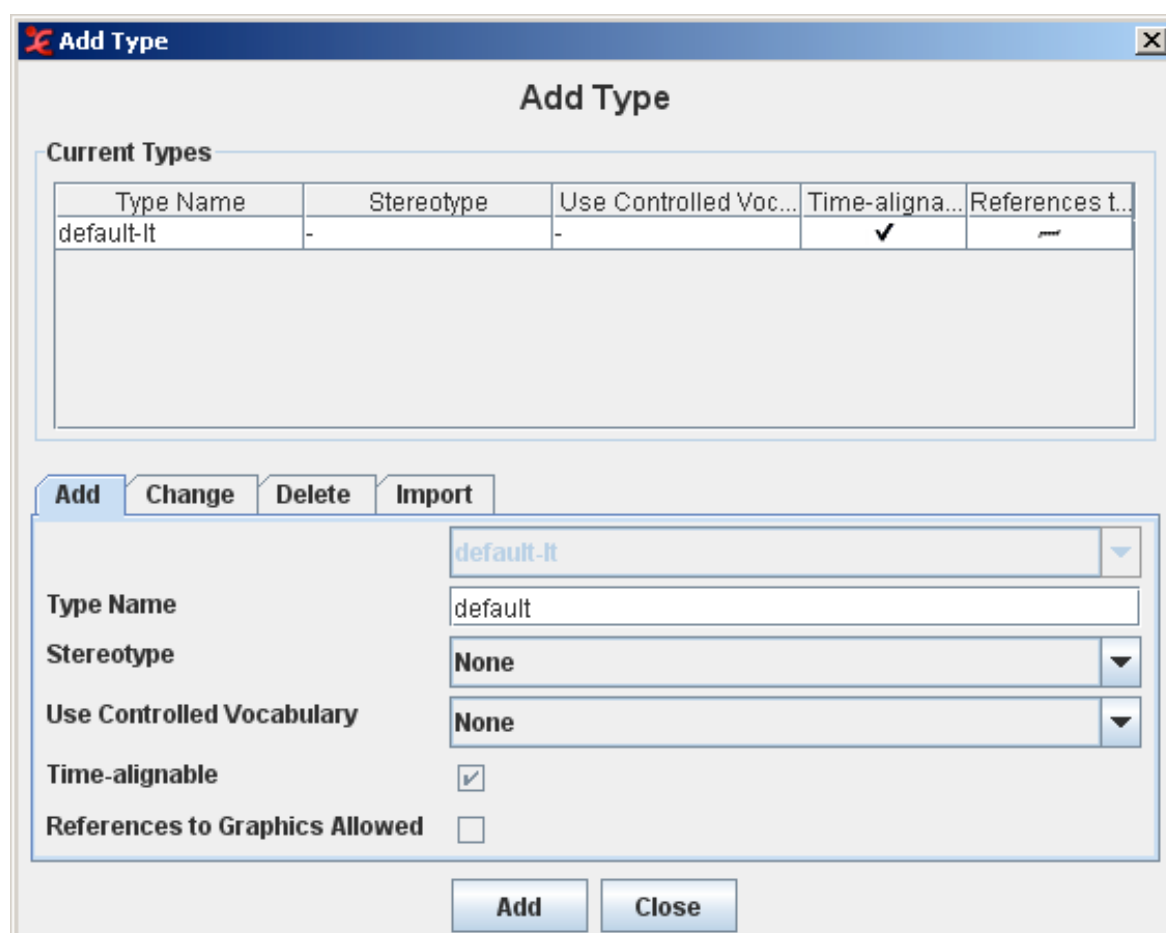 Add Type
Add Type
Current Types
Type Name Stereotype Use Controlled Voc... Time-aligna... References t...
default-lt - -
Add Change Delete Import
default-lt
Type Name default
Stereotype None
Use Controlled Vocabulary None
Time-alignable
References to Graphics Allowed
Add Close